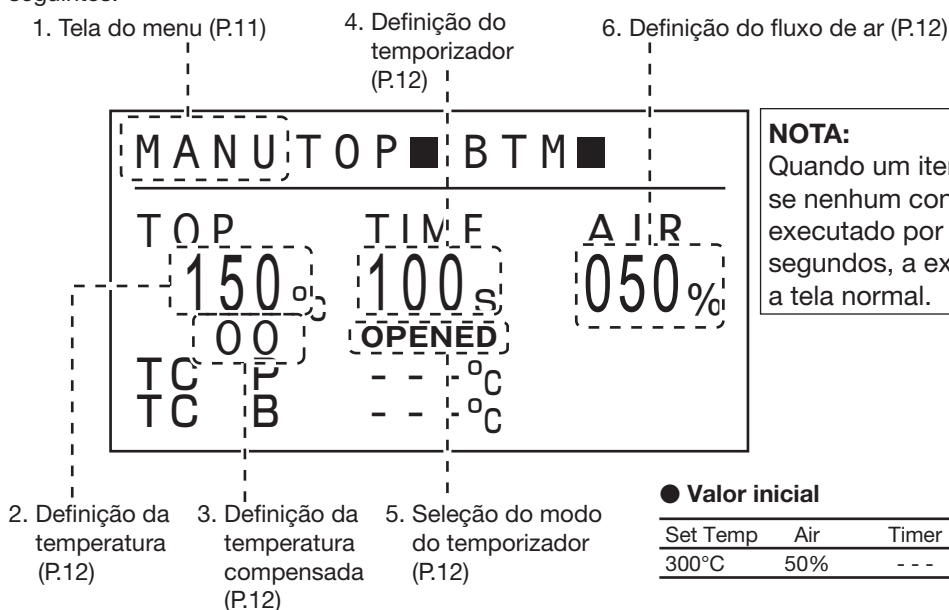 seguintes.
1. Tela do menu (P.11)
4. Definição do
temporizador
(P.12)
6. Definição do fluxo de ar (P.12)
MANU TOP■ BTM■
TOP TIME AIR
150°C 100s 050%
00 OPENED
TC P - - -°C
TC B - - -°C
NOTA:
Quando um
se nenhum
executado por
segundos, a
a tela normal.
2. Definição da
temperatura
(P.12)
3. Definição da
temperatura
compensada
(P.12)
5. Seleção do modo
do temporizador
(P.12)
● Valor inicial
Set Temp Air Timer
300°C 50% - - -